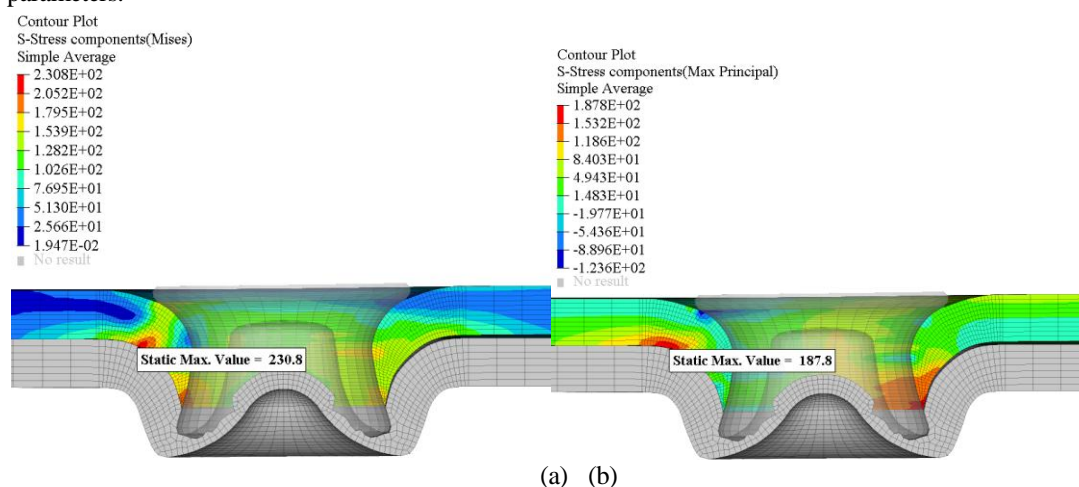 parameters.
Contour Plot
S-Stress components(Mises)
Simple Average
2.308E+02
2.052E+02
1.795E+02
1.539E+02
1.282E+02
1.026E+02
7.695E+01
5.130E+01
2.566E+01
1.947E-02
No result
Static Max. Value = 230.8
Contour Plot
S-Stress components(Max Principal)
Simple Average
1.878E+02
1.532E+02
1.186E+02
8.403E+01
4.943E+01
1.483E+01
-1.977E+01
-5.436E+01
-8.896E+01
-1.236E+02
No result
Static Max. Value = 187.8
(a) (b)